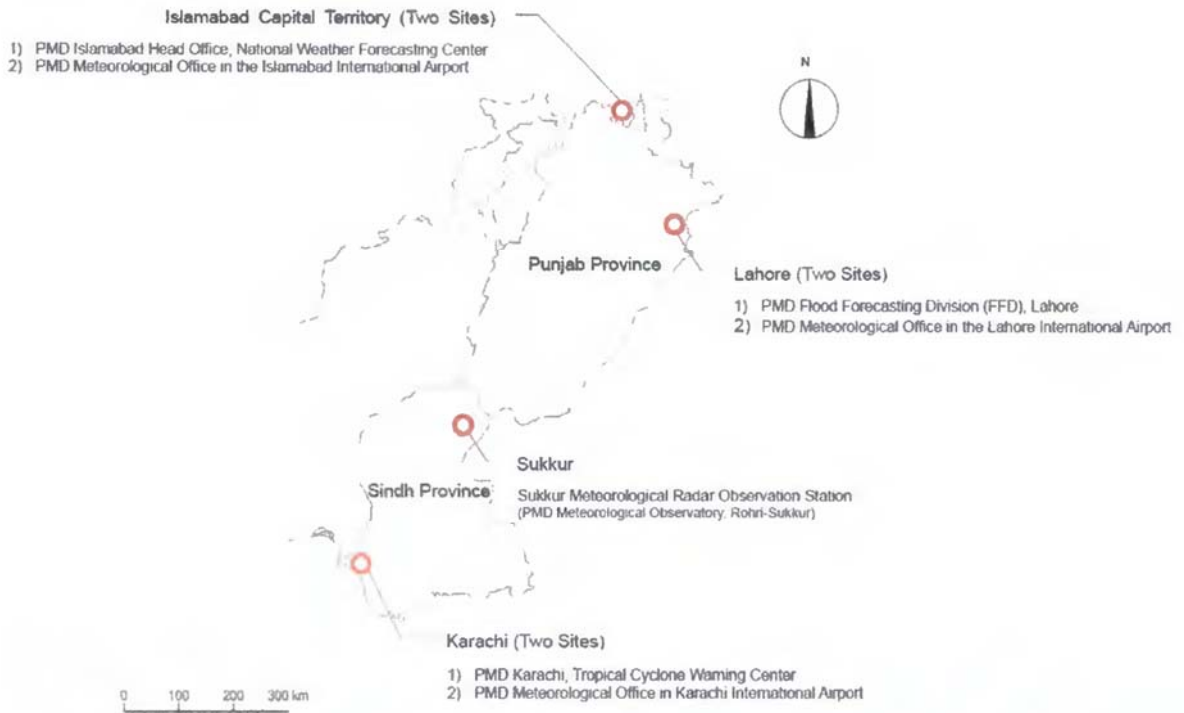 Islamabad Capital Territory (Two Sites)
1) PMD Islamabad Head Office, National Weather Forecasting Center
2) PMD Meteorological Office in the Islamabad International Airport
N
Punjab Province
Lahore (Two Sites)
1) PMD Flood Forecasting Division (FFD), Lahore
2) PMD Meteorological Office in the Lahore International Airport
Sukkur
Sindh Province
Sukkur Meteorological Radar Observation Station
(PMD Meteorological Observatory, Rohri-Sukkur)
Karachi (Two Sites)
1) PMD Karachi, Tropical Cyclone Warning Center
2) PMD Meteorological Office in Karachi International Airport
0 100 200 300 km